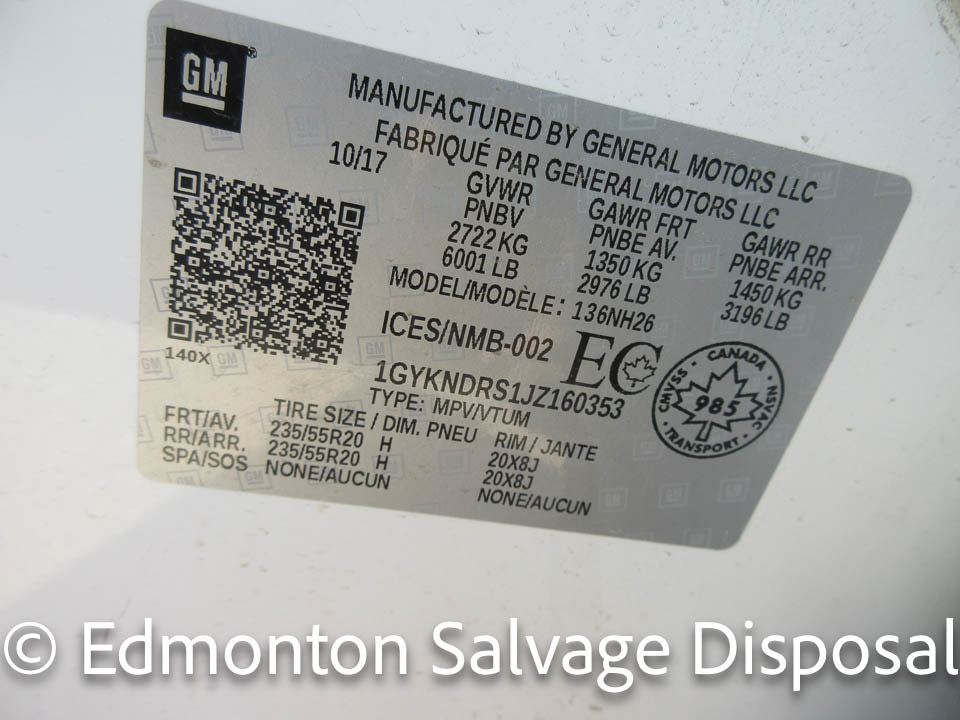 GM®
MANUFACTURED BY GENERAL MOTORS LLC
FABRIQUÉ PAR GENERAL MOTORS LLC
10/17
GVWR GAWR FRT GAWR RR
PNBV PNBE AV. PNBE ARR.
2722 KG 1350 KG 1450 KG
6001 LB 2976 LB 3196 LB
MODEL/MODÈLE: 136NH26
140X
ICES/NMB-002 EC
1GYKNDRS1JZ160353
TYPE: MPV/VTUM
CANADA
CMVSS 985 NSVAC
TRANSPORT
TIRE SIZE / DIM. PNEU RIM / JANTE
FRT/AV. 235/55R20 H 20X8J
RR/ARR. 235/55R20 H 20X8J
SPA/SOS NONE/AUCUN NONE/AUCUN
© Edmonton Salvage Disposal